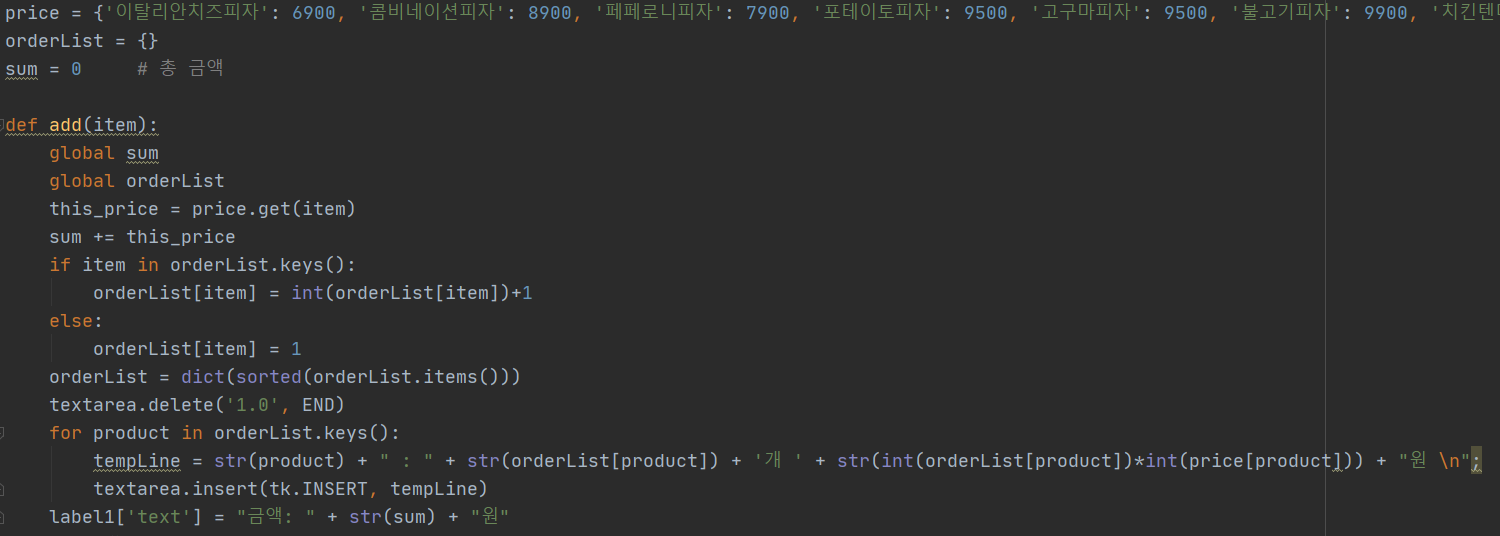 price = {'이탈리안치즈피자': 6900, '콤비네이션피자': 8900, '페페로니피자': 7900, '포테이토피자': 9500, '고구마피자': 9500, '불고기피자': 9900, '치킨텐
orderList = {}
sum = 0     # 총 금액

def add(item):
    global sum
    global orderList
    this_price = price.get(item)
    sum += this_price
    if item in orderList.keys():
        orderList[item] = int(orderList[item])+1
    else:
        orderList[item] = 1
    orderList = dict(sorted(orderList.items()))
    textarea.delete('1.0', END)
    for product in orderList.keys():
        tempLine = str(product) + " : " + str(orderList[product]) + '개 ' + str(int(orderList[product])*int(price[product])) + "원 \n";
        textarea.insert(tk.INSERT, tempLine)
    label1['text'] = "금액: " + str(sum) + "원"